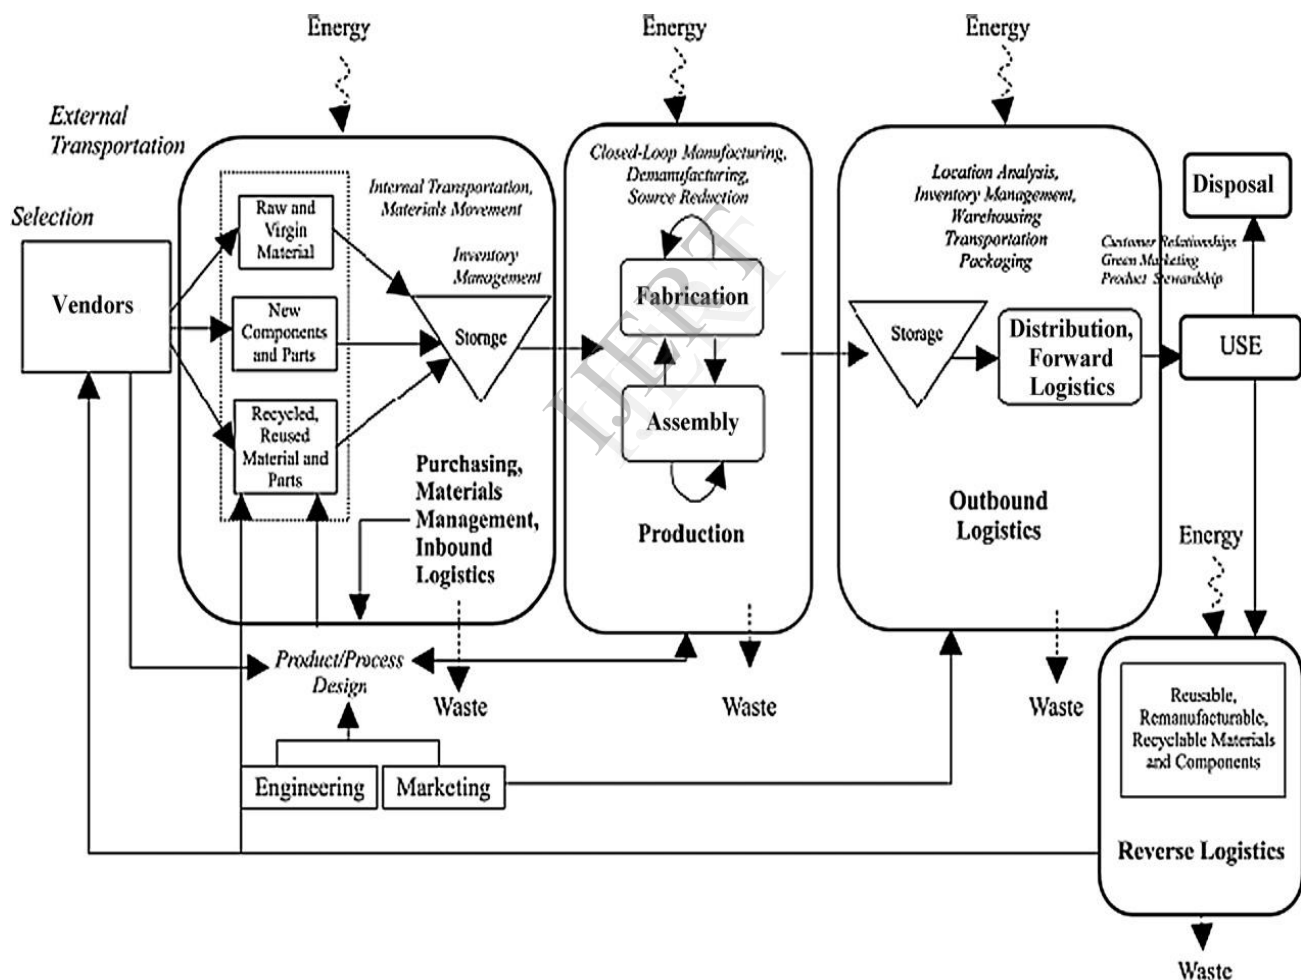 Energy
Energy
Energy
External
Transportation
Selection
Vendors
Raw and
Virgin
Material
New
Components
and Parts
Recycled,
Reused
Material and
Parts
Internal Transportation,
Materials Movement
Inventory
Management
Storage
Purchasing,
Materials
Management,
Inbound
Logistics
Closed-Loop Manufacturing,
Demanufacturing,
Source Reduction
Fabrication
Assembly
Production
IJERT
Location Analysis,
Inventory Management,
Warehousing
Transportation
Packaging
Storage
Distribution,
Forward
Logistics
Outbound
Logistics
Disposal
Customer Relationships
Green Marketing
Product Stewardship
USE
Energy
Product/Process
Design
Waste
Waste
Waste
Engineering
Marketing
Reusable,
Remanufacturable,
Recyclable Materials
and Components
Reverse Logistics
Waste